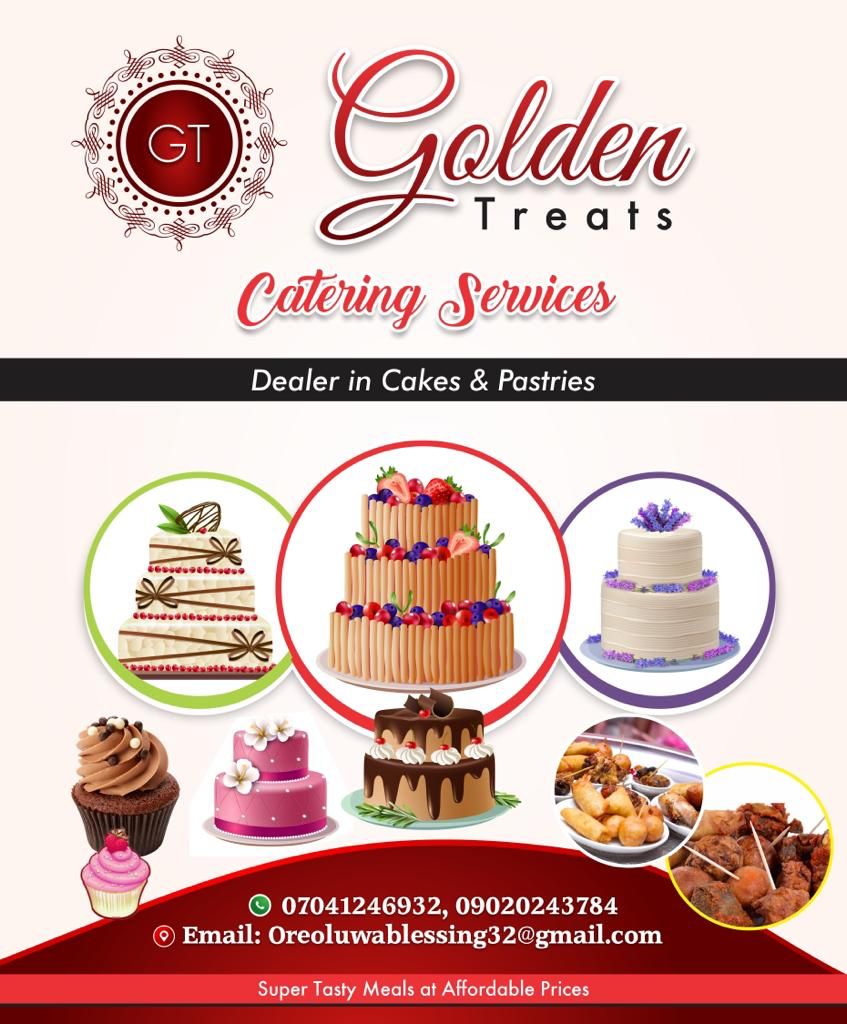 GT
Golden
Treats
Catering Services
Dealer in Cakes & Pastries
07041246932, 09020243784
Email: Oreoluwablessing32@gmail.com
Super Tasty Meals at Affordable Prices